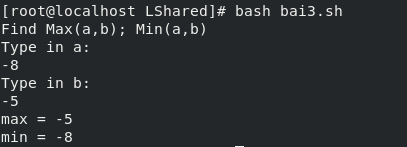 [root@localhost LShared]# bash bai3.sh
Find Max(a,b); Min(a,b)
Type in a:
-8
Type in b:
-5
max = -5
min = -8